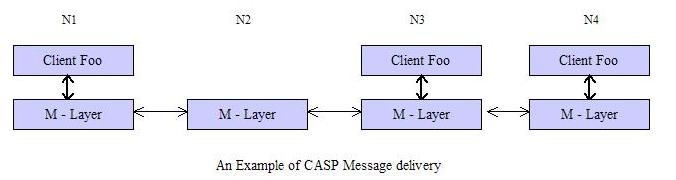 N1 N2 N3 N4
Client Foo Client Foo Client Foo
M - Layer M - Layer M - Layer M - Layer
An Example of CASP Message delivery